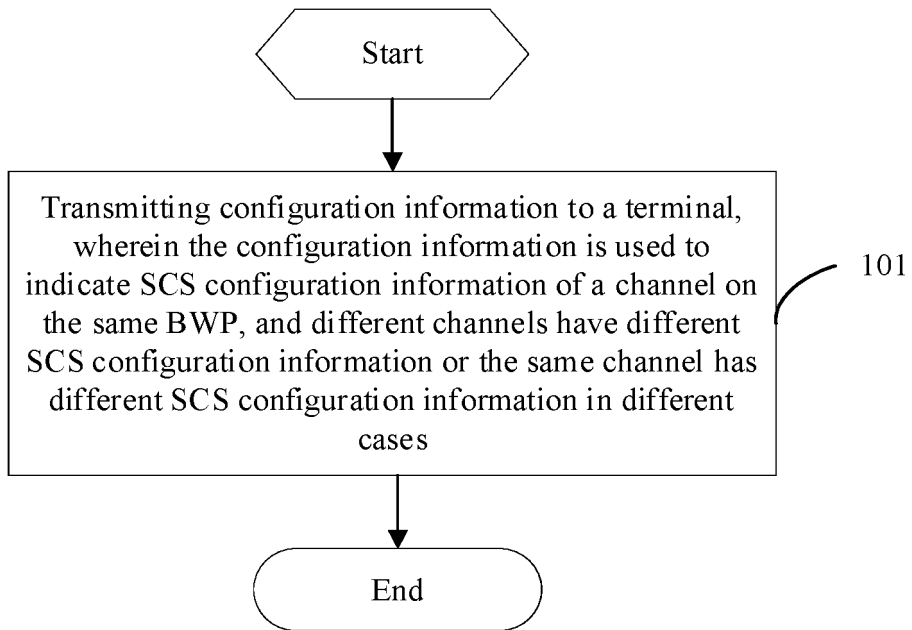 Start
Transmitting configuration information to a terminal,
wherein the configuration information is used to
indicate SCS configuration information of a channel on
the same BWP, and different channels have different
SCS configuration information or the same channel has
different SCS configuration information in different
cases
101
End